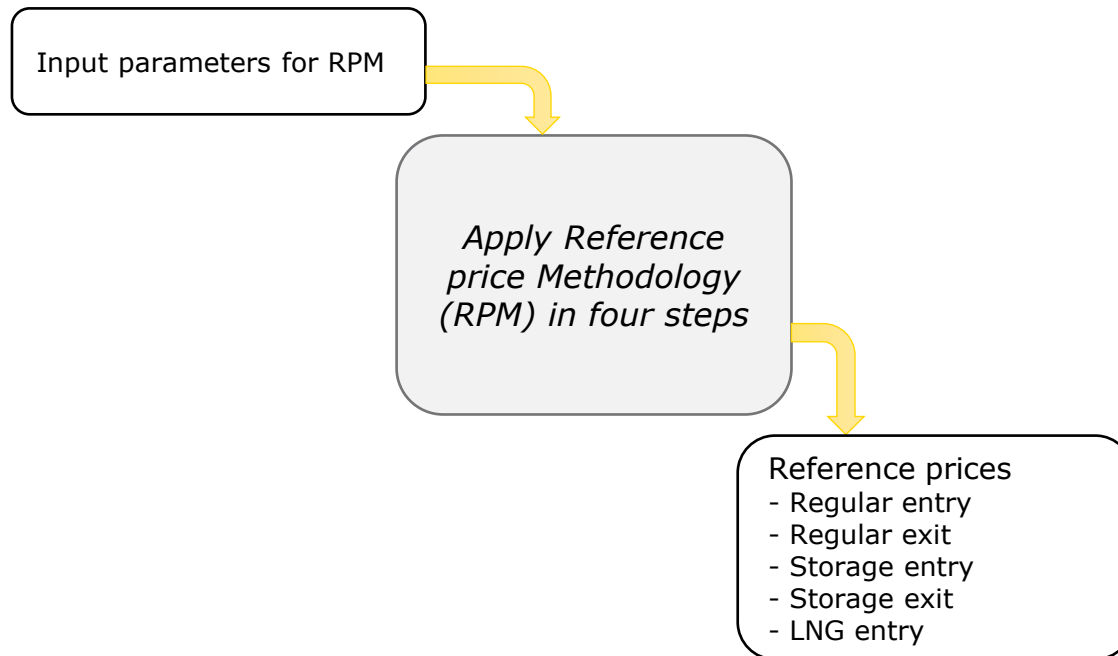 Input parameters for RPM
Apply Reference
price Methodology
(RPM) in four steps
Reference prices
- Regular entry
- Regular exit
- Storage entry
- Storage exit
- LNG entry